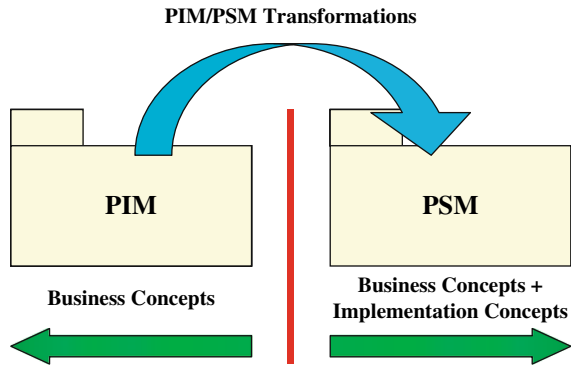 PIM/PSM Transformations
PIM
PSM
Business Concepts
Business Concepts +
Implementation Concepts